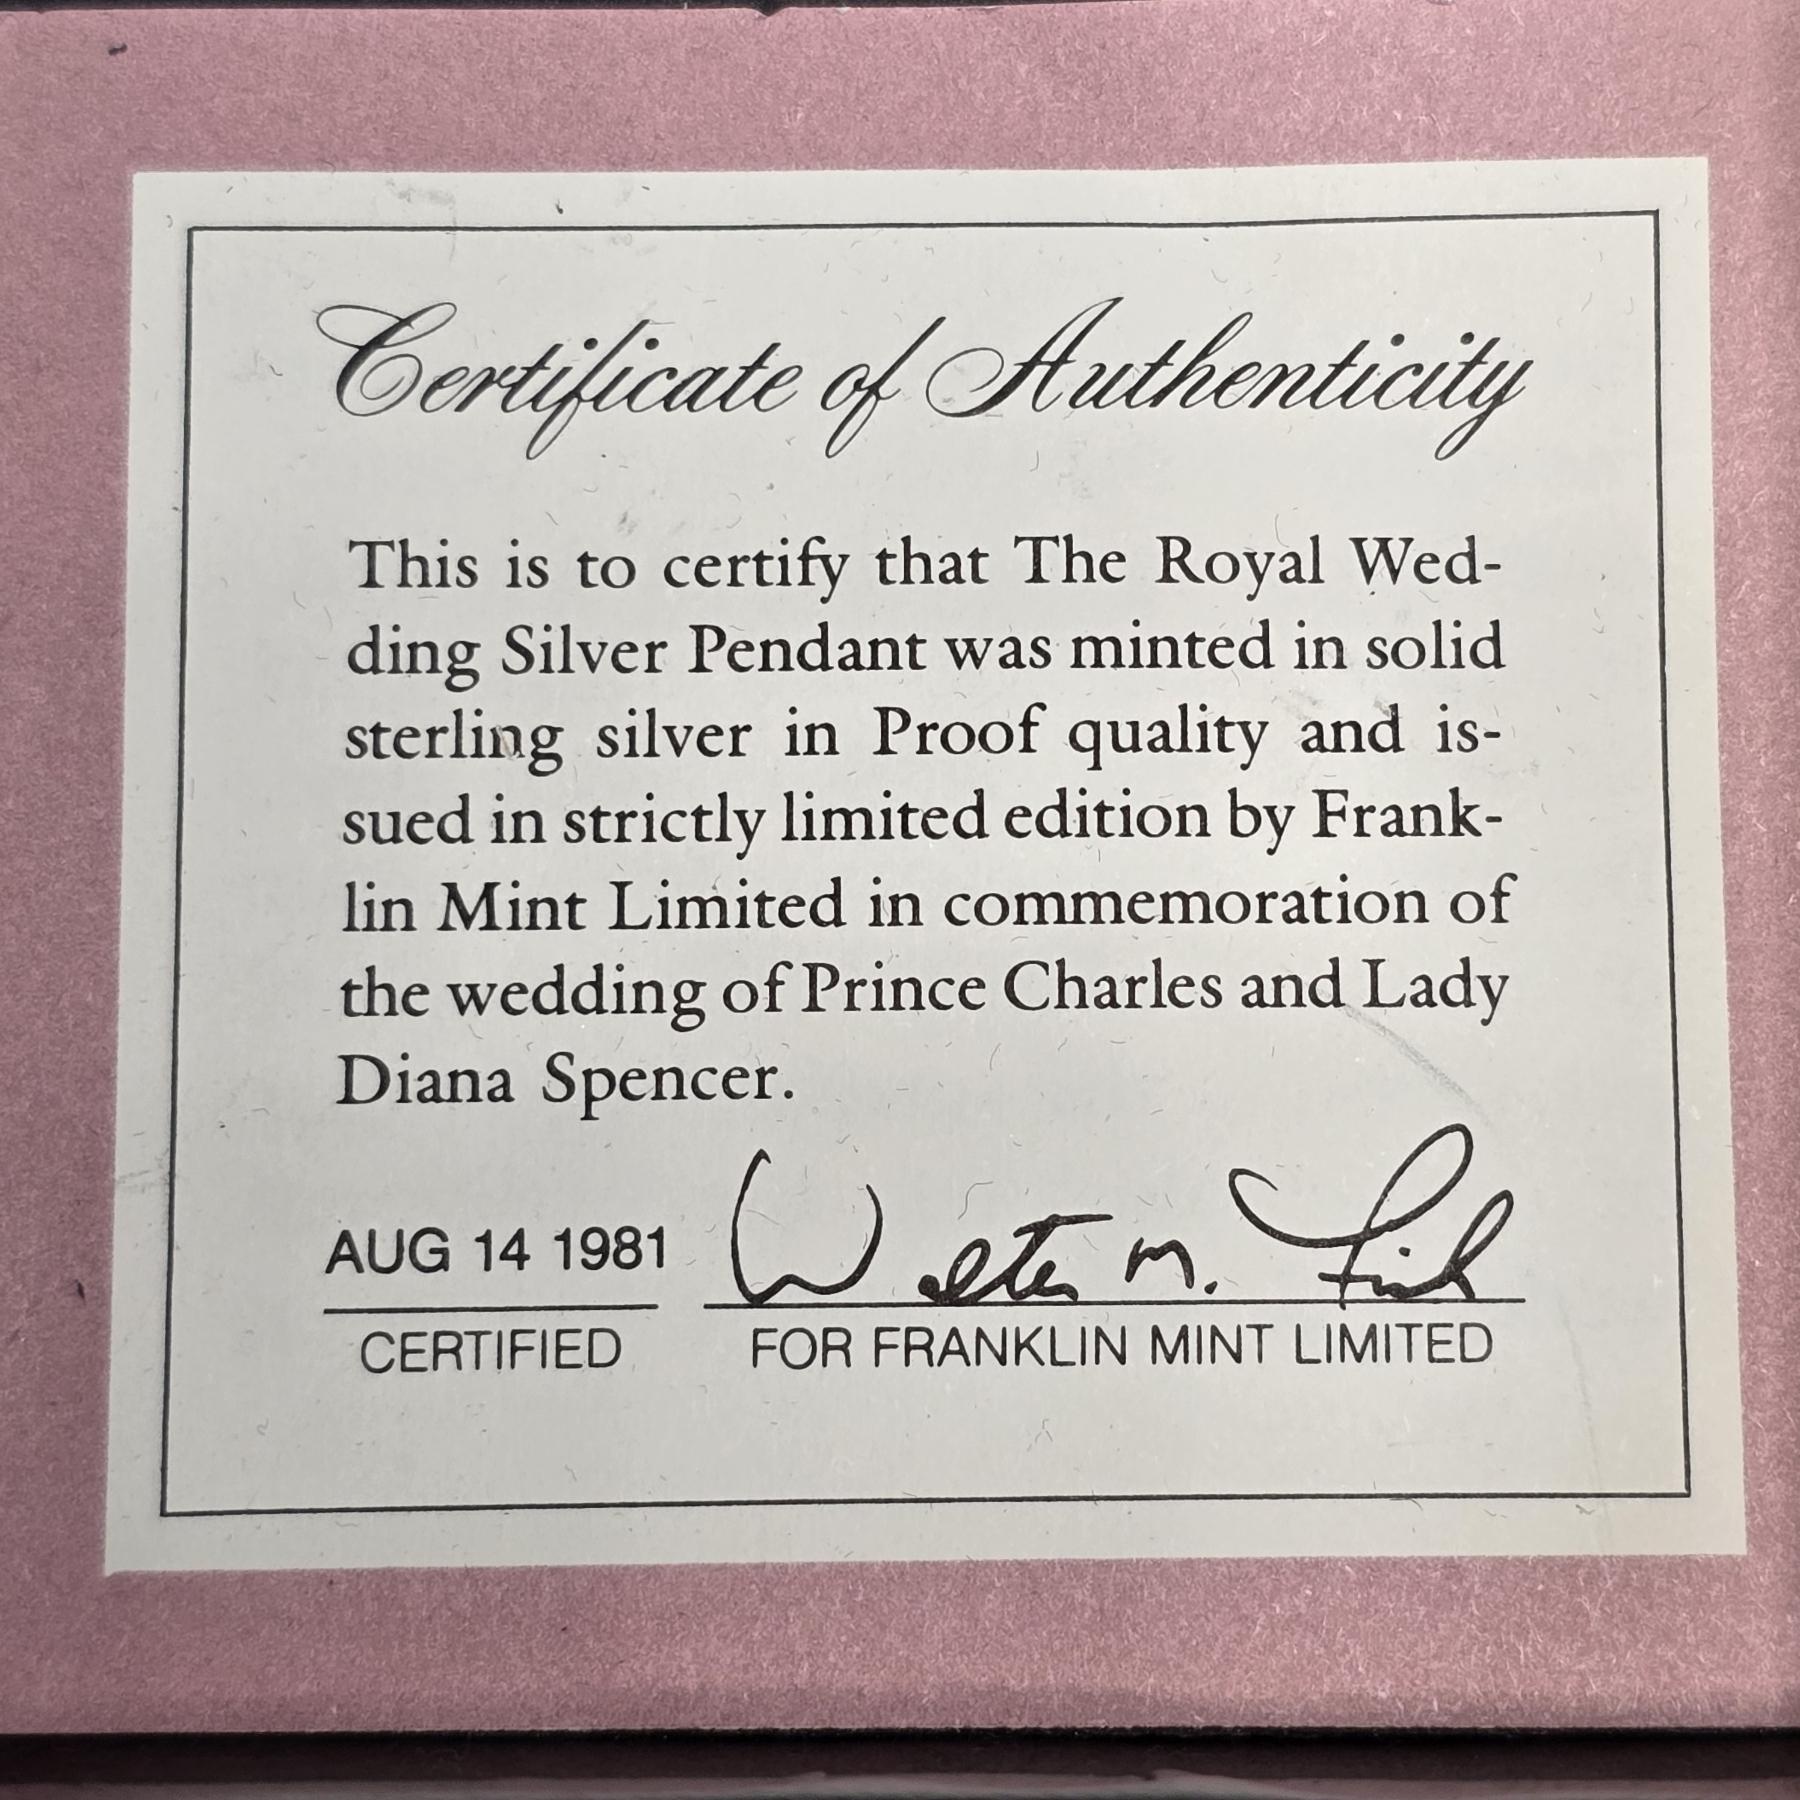 Certificate of Authenticity
This is to certify that The Royal Wed-
ding Silver Pendant was minted in solid
sterling silver in Proof quality and is-
sued in strictly limited edition by Frank-
lin Mint Limited in commemoration of
the wedding of Prince Charles and Lady
Diana Spencer.
AUG 14 1981 Walter M.
CERTIFIED FOR FRANKLIN MINT LIMITED